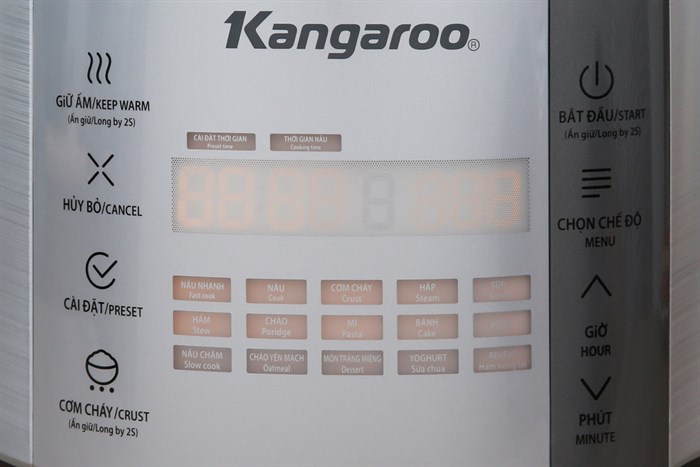 Kangaroo®
GIỮ ẤM/KEEP WARM
(Ấn giữ/Long by 2S)
HỦY BỎ/CANCEL
CÀI ĐẶT/PRESET
CƠM CHÁY/CRUST
(Ấn giữ/Long by 2S)
CÀI ĐẶT THỜI GIAN
Preset time
THỜI GIAN NẤU
Cooking time
NẤU NHANH
Fast cook
NẤU
Cook
CƠM CHÁY
Crust
HẤP
Steam
HẦM
Stew
CHÁO
Poridge
MÌ
Pasta
BÁNH
Cake
NẤU CHẬM
Slow cook
CHÁO YẾN MẠCH
Oatmeal
MÓN TRÁNG MIỆNG
Dessert
YOGHURT
Sữa chua
BẮT ĐẦU/START
(Ấn giữ/Long by 2S)
CHỌN CHẾ ĐỘ
MENU
GIỜ
HOUR
PHÚT
MINUTE